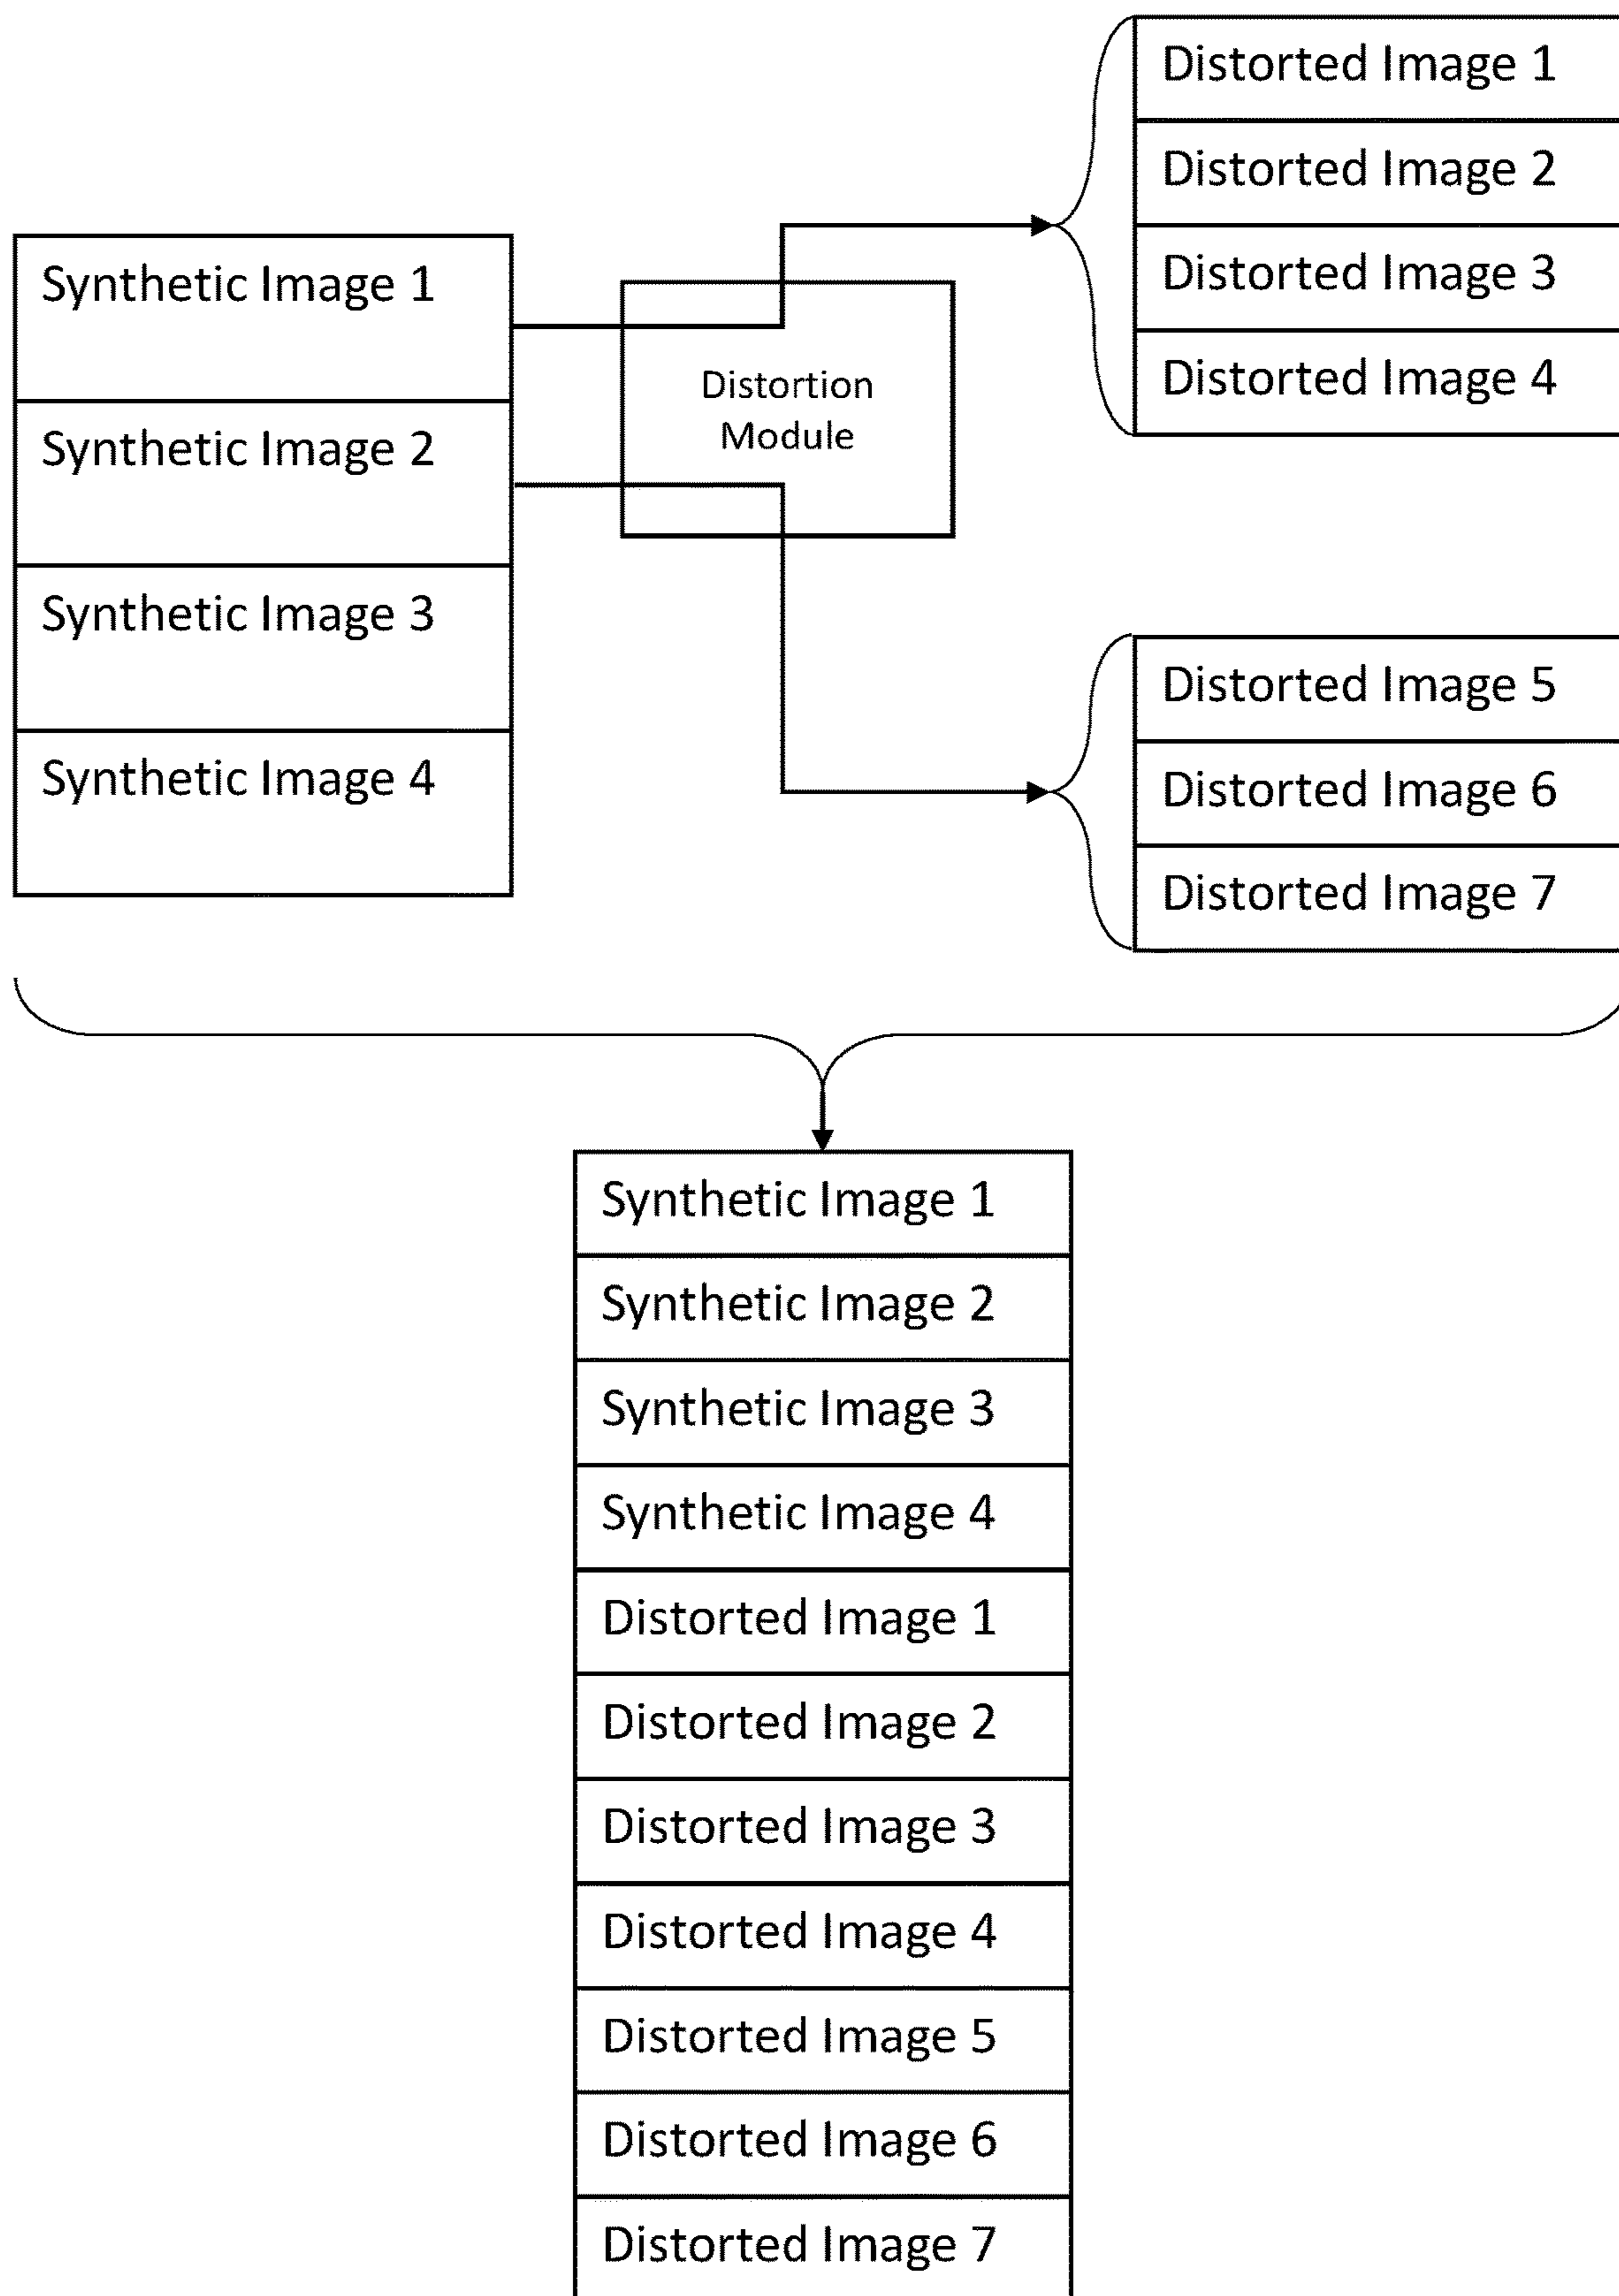 Distorted Image 1
Distorted Image 2
Distorted Image 3
Distorted Image 4
Synthetic Image 1
Synthetic Image 2
Synthetic Image 3
Synthetic Image 4
Distortion
Module
Distorted Image 5
Distorted Image 6
Distorted Image 7
Synthetic Image 1
Synthetic Image 2
Synthetic Image 3
Synthetic Image 4
Distorted Image 1
Distorted Image 2
Distorted Image 3
Distorted Image 4
Distorted Image 5
Distorted Image 6
Distorted Image 7